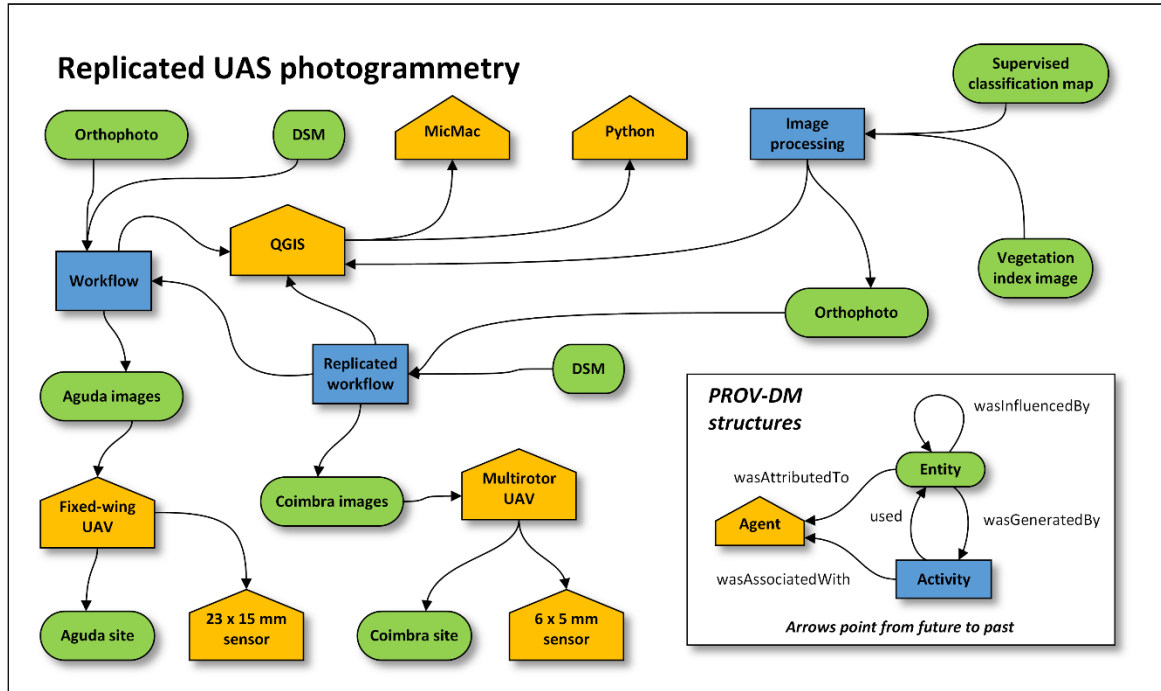 Replicated UAS photogrammetry
Supervised
classification map
Orthophoto
DSM
MicMac
Python
Image
processing
QGIS
Workflow
Vegetation
index image
Orthophoto
Replicated
workflow
DSM
Aguda images
Coimbra images
Multirotor
UAV
Fixed-wing
UAV
Aguda site
23 x 15 mm
sensor
Coimbra site
6 x 5 mm
sensor
PROV-DM
structures
wasInfluencedBy
Entity
wasAttributedTo
used
wasGeneratedBy
Agent
wasAssociatedWith
Activity
Arrows point from future to past